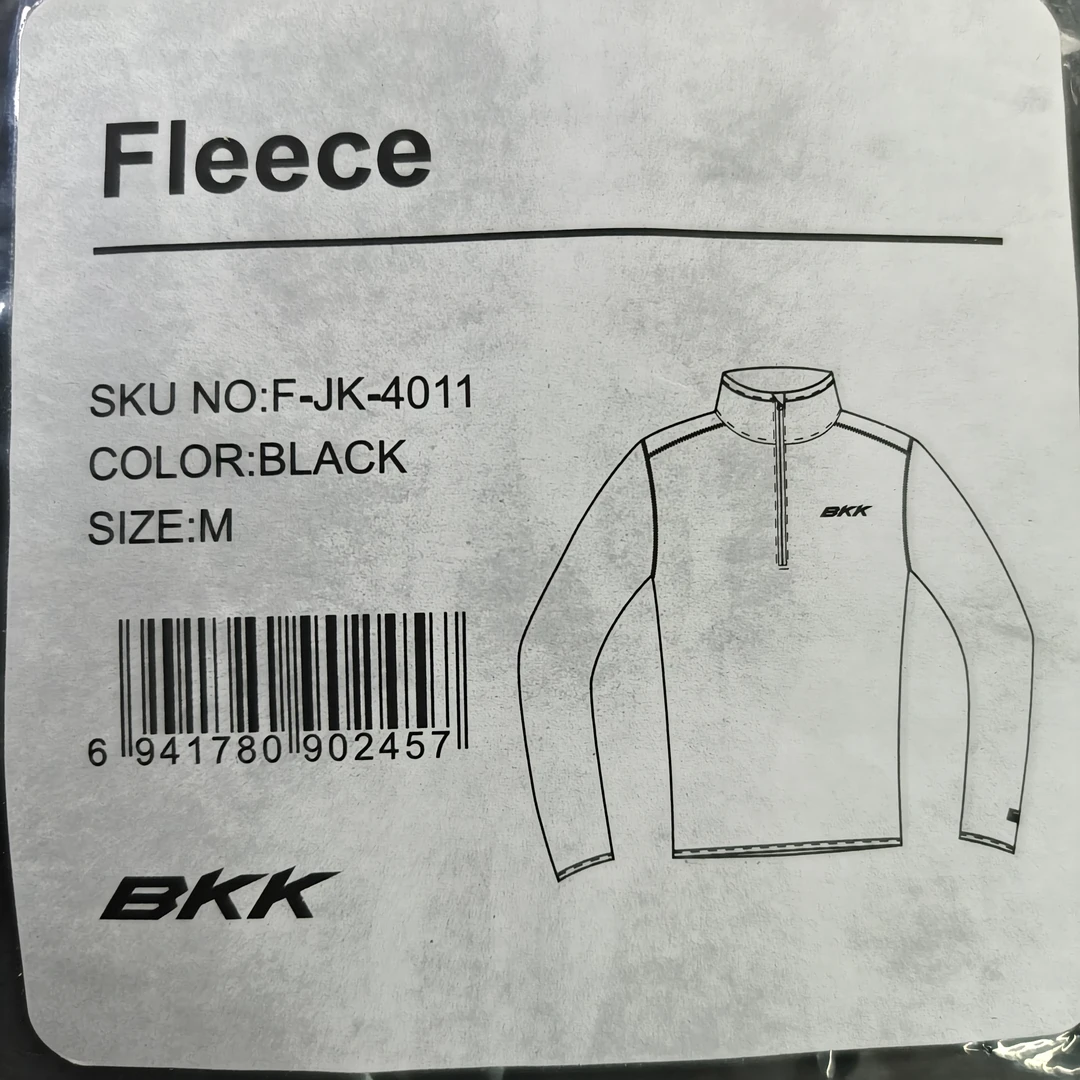 Fleece
SKU NO:F-JK-4011
COLOR:BLACK
SIZE:M
BKK
6 941780 902457
BKK